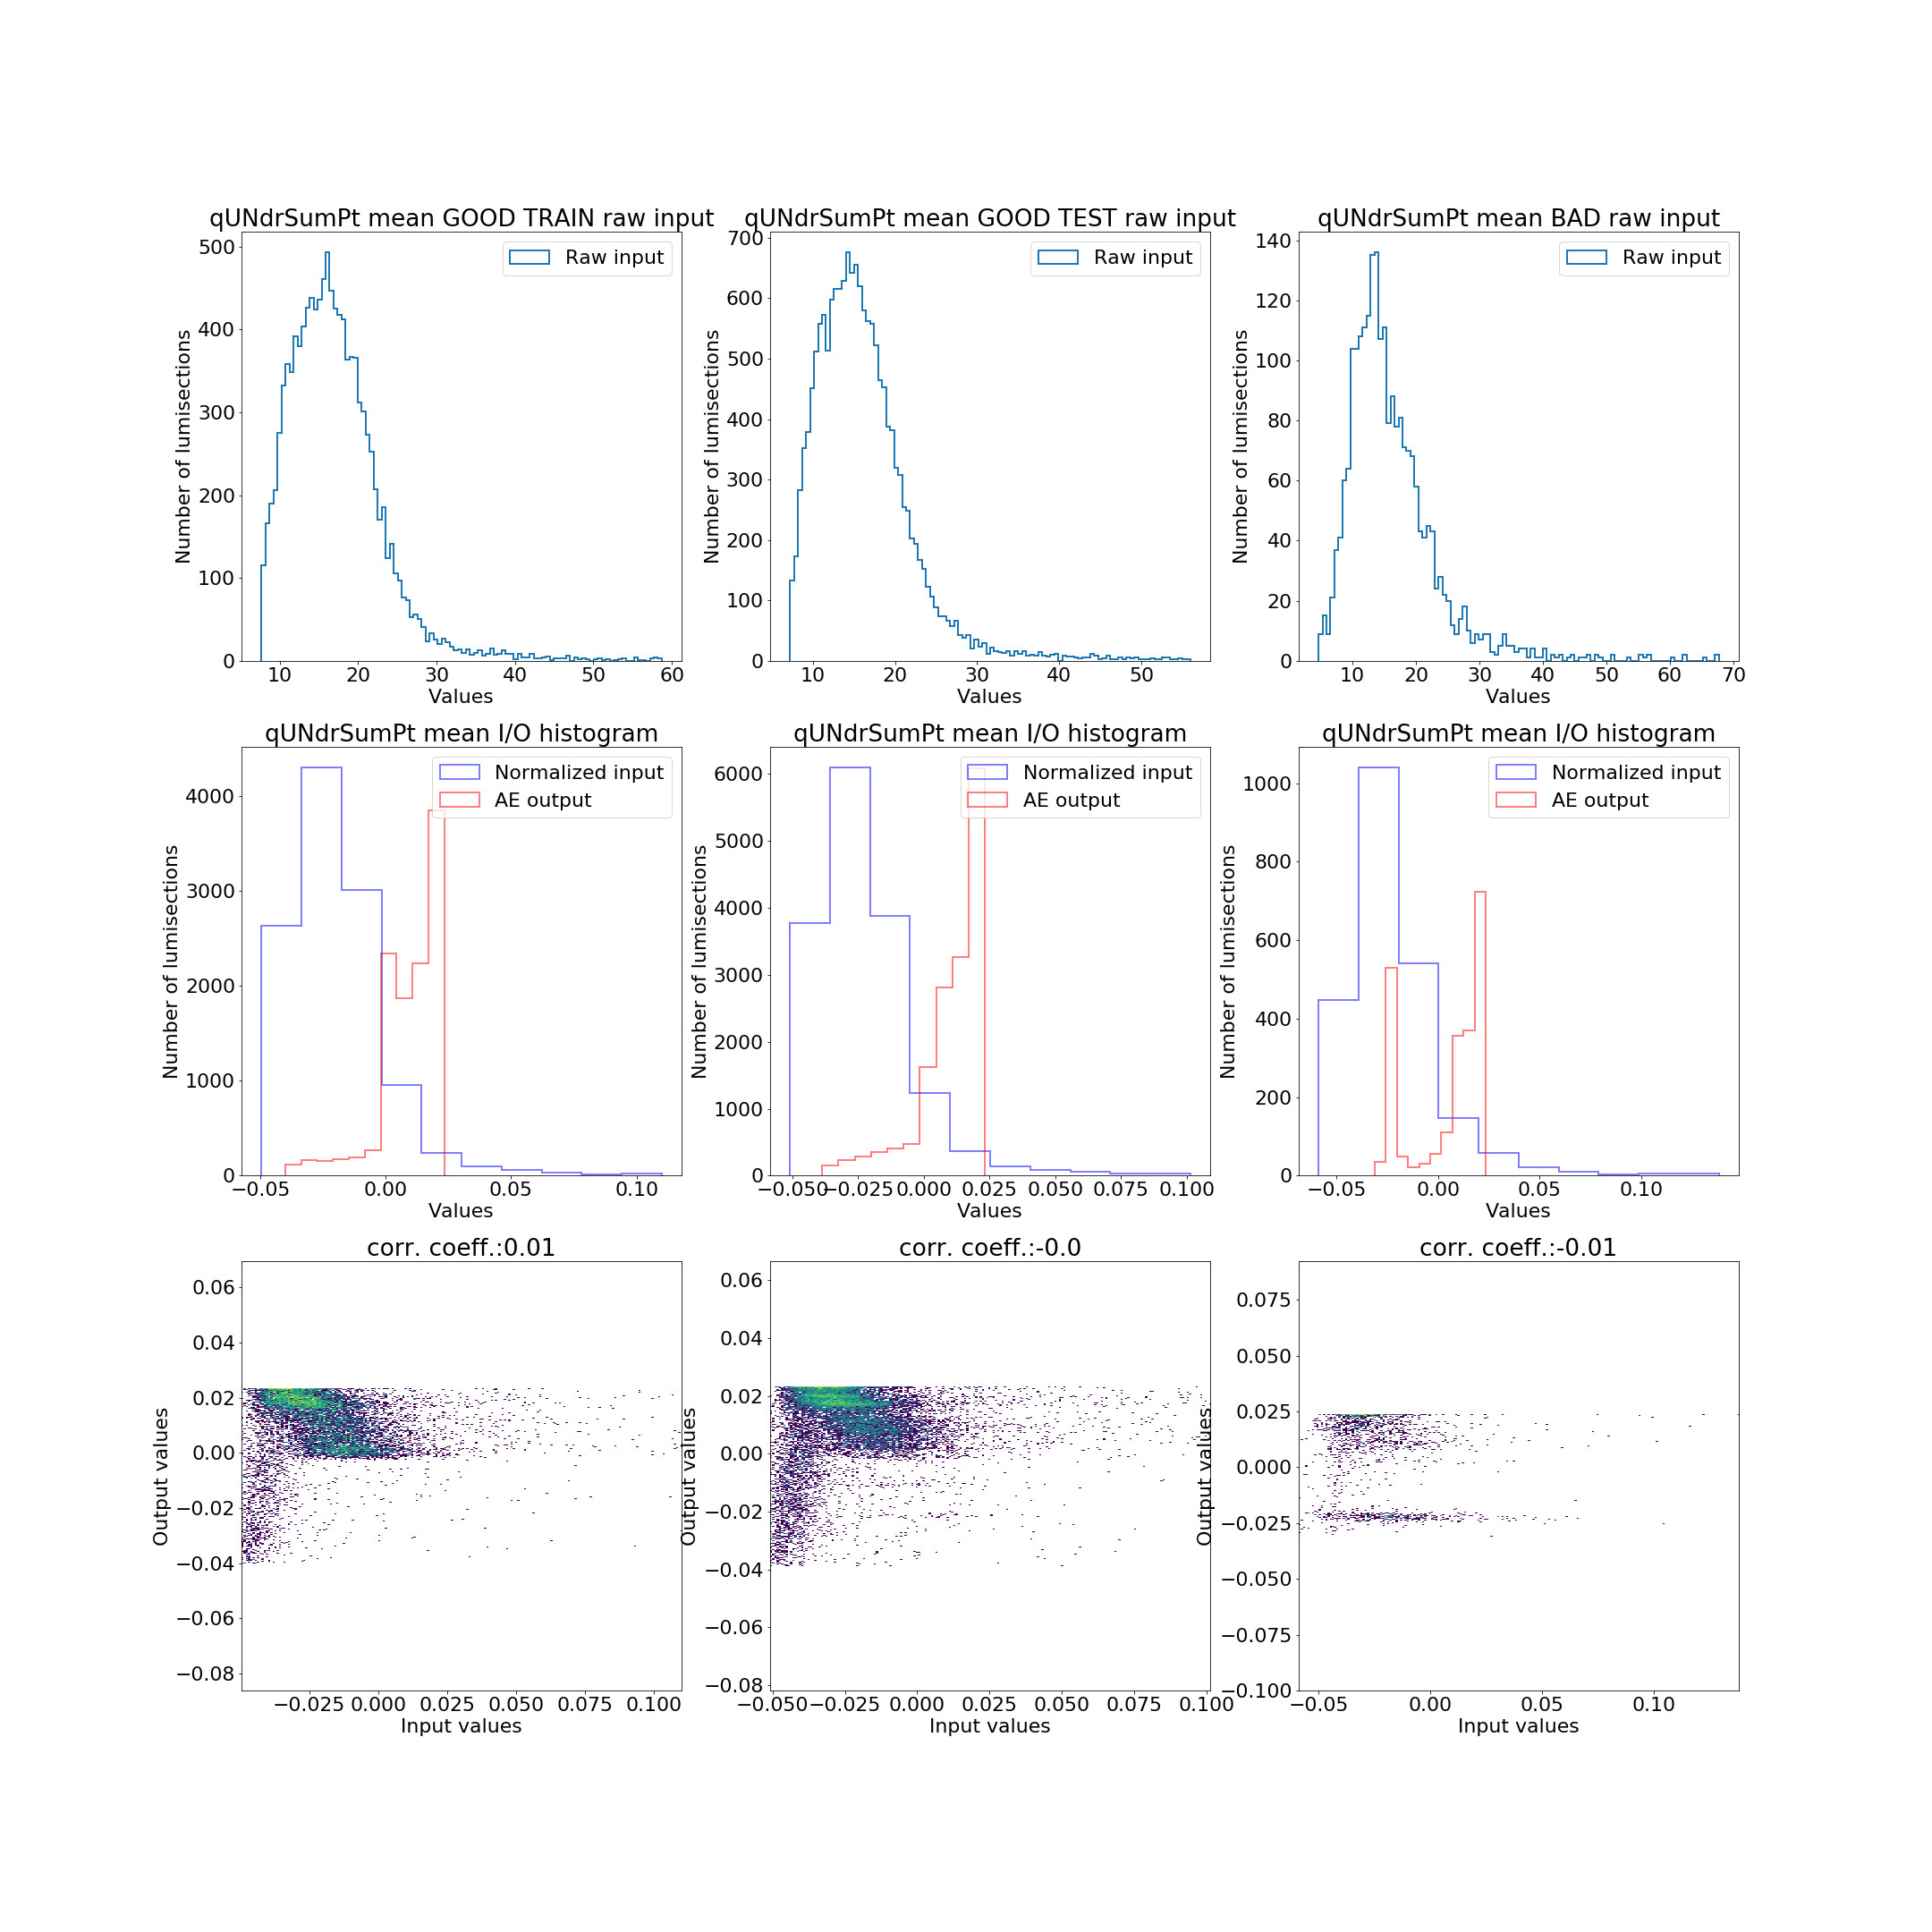 qUNdrSumPt mean GOOD TRAIN raw input
500
400
300
200
100
0
Number of lumisections
Raw input
10 20 30 40 50 60
Values
qUNdrSumPt mean GOOD TEST raw input
700
600
500
400
300
200
100
0
Number of lumisections
Raw input
10 20 30 40 50
Values
qUNdrSumPt mean BAD raw input
140
120
100
80
60
40
20
0
Number of lumisections
Raw input
10 20 30 40 50 60 70
Values
qUNdrSumPt mean I/O histogram
4000
3000
2000
1000
0
Number of lumisections
Normalized input
AE output
−0.05 0.00 0.05 0.10
Values
qUNdrSumPt mean I/O histogram
6000
5000
4000
3000
2000
1000
0
Number of lumisections
Normalized input
AE output
−0.050 −0.025 0.000 0.025 0.050 0.075 0.100
Values
qUNdrSumPt mean I/O histogram
1000
800
600
400
200
0
Number of lumisections
Normalized input
AE output
−0.05 0.00 0.05 0.10
Values
corr. coeff.:0.01
0.06
0.04
0.02
0.00
−0.02
−0.04
−0.06
−0.08
Output values
−0.025 0.000 0.025 0.050 0.075 0.100
Input values
corr. coeff.:-0.0
0.06
0.04
0.02
0.00
−0.02
−0.04
−0.06
−0.08
Output values
−0.050 −0.025 0.000 0.025 0.050 0.075 0.100
Input values
corr. coeff.:-0.01
0.075
0.050
0.025
0.000
−0.025
−0.050
−0.075
−0.100
Output values
−0.05 0.00 0.05 0.10
Input values